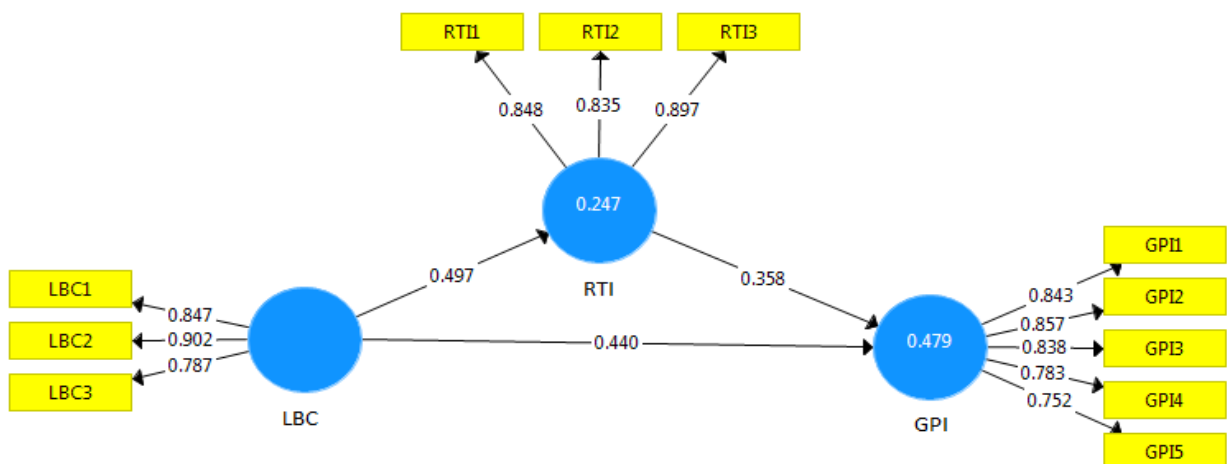 RTI1 RTI2 RTI3
0.848 0.835 0.897
0.247
RTI
0.497 0.358
LBC1
LBC2
LBC3
0.847
0.902
0.787
LBC
0.440
0.479
GPI
0.843
0.857
0.838
0.783
0.752
GPI1
GPI2
GPI3
GPI4
GPI5